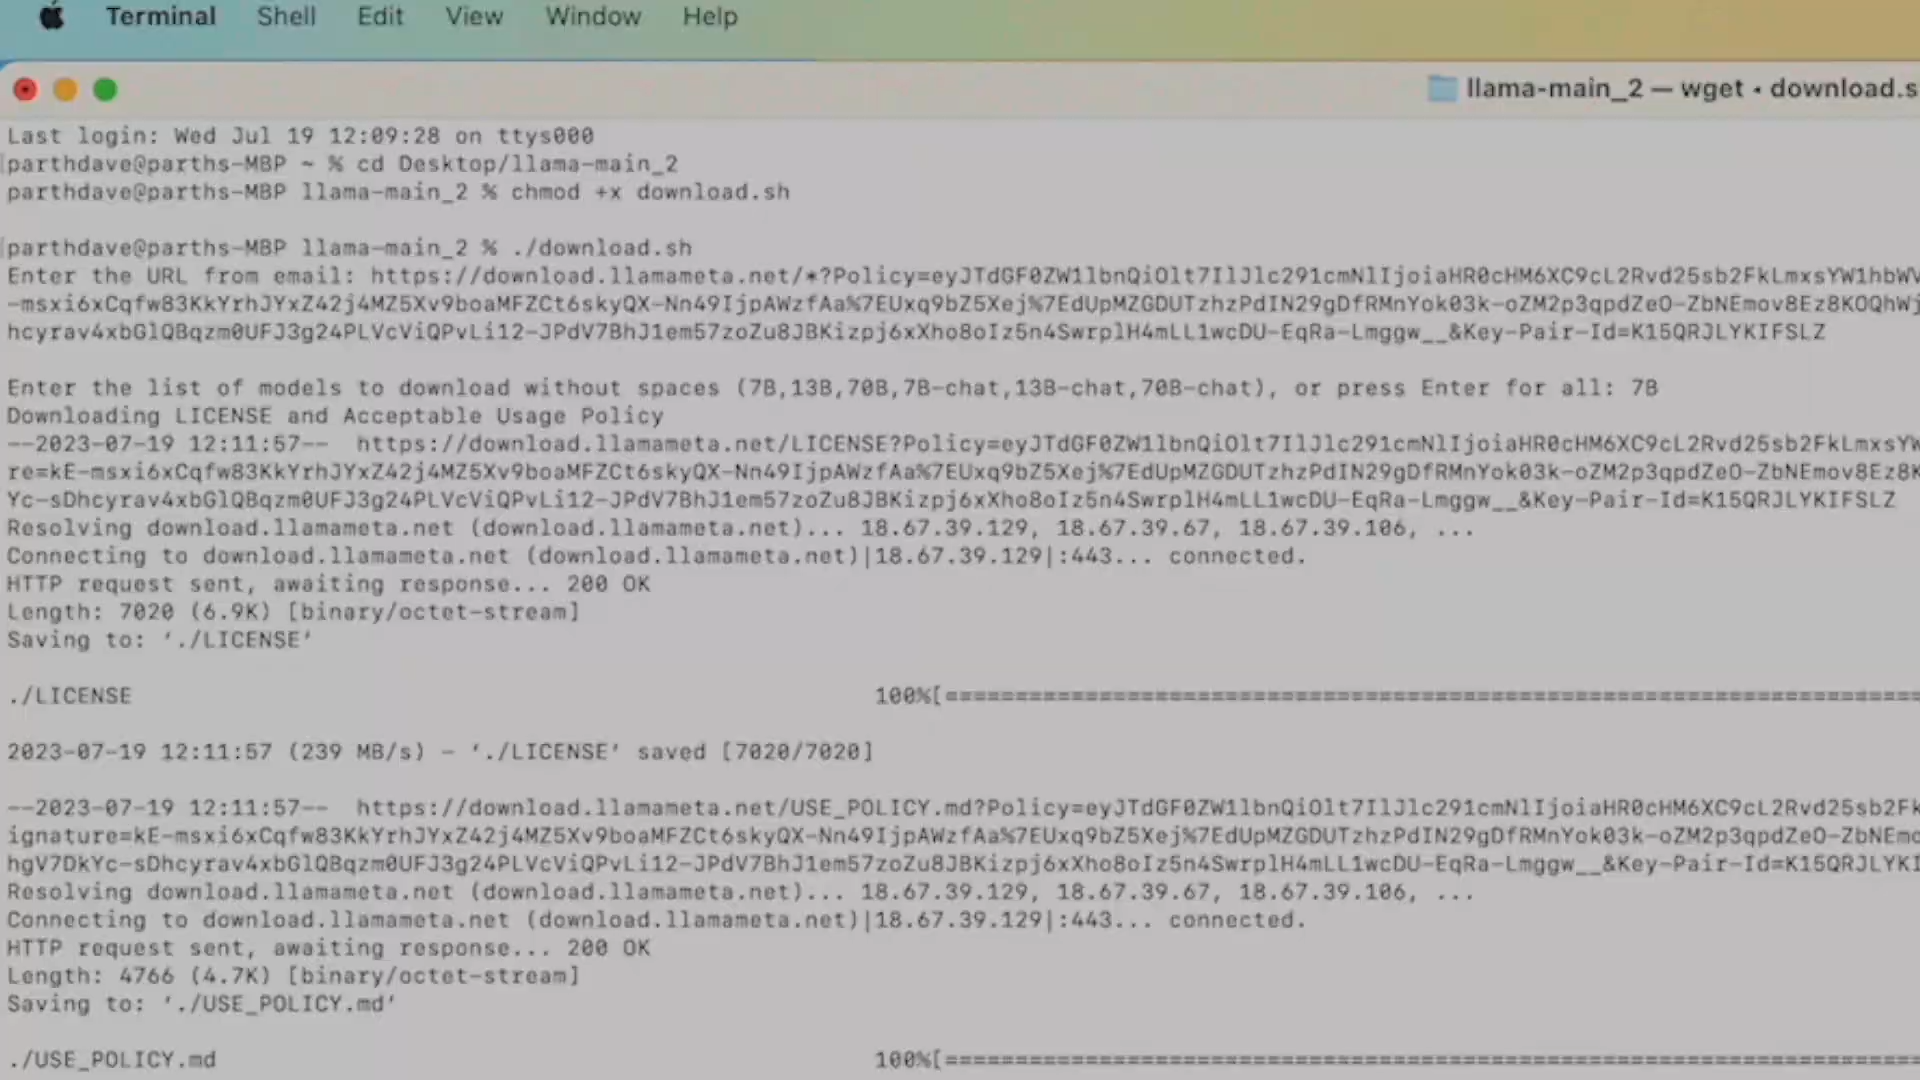 Terminal Shell Edit View Window Help
llama-main_2 — wget • download.s
Last login: Wed Jul 19 12:09:28 on ttys000
parthdave@parths-MBP ~ % cd Desktop/llama-main_2
parthdave@parths-MBP llama-main_2 % chmod +x download.sh
parthdave@parths-MBP llama-main_2 % ./download.sh
Enter the URL from email: https://download.llamameta.net/*?Policy=eyJTdGF0ZW1lbnQiOlt7IlJlc291cmNlIjoiaHR0cHM6XC9cL2Rvd25sb2FkLmxsYW1hbWV
-msxi6xCqfw83KkYrhJYxZ42j4MZ5Xv9boaMFZCt6skyQX-Nn49IjpAWzfAa%7EUxq9bZ5Xej%7EdUpMZGDUTzhzPdIN29gDfRMnYok03k-oZM2p3qpdZeO-ZbNEmov8Ez8KOQhWj
hcyrav4xbGlQBqzm0UFJ3g24PLVcViQPvLi12-JPdV7BhJ1em57zoZu8JBKizpj6xXho8oIz5n4SwrplH4mLL1wcDU-EqRa-Lmggw__&Key-Pair-Id=K15QRJLYKIFSLZ
Enter the list of models to download without spaces (7B,13B,70B,7B-chat,13B-chat,70B-chat), or press Enter for all: 7B
Downloading LICENSE and Acceptable Usage Policy
--2023-07-19 12:11:57-- https://download.llamameta.net/LICENSE?Policy=eyJTdGF0ZW1lbnQiOlt7IlJlc291cmNlIjoiaHR0cHM6XC9cL2Rvd25sb2FkLmxsYW
re=kE-msxi6xCqfw83KkYrhJYxZ42j4MZ5Xv9boaMFZCt6skyQX-Nn49IjpAWzfAa%7EUxq9bZ5Xej%7EdUpMZGDUTzhzPdIN29gDfRMnYok03k-oZM2p3qpdZeO-ZbNEmov8Ez8K
Yc-sDhcyrav4xbGlQBqzm0UFJ3g24PLVcViQPvLi12-JPdV7BhJ1em57zoZu8JBKizpj6xXho8oIz5n4SwrplH4mLL1wcDU-EqRa-Lmggw__&Key-Pair-Id=K15QRJLYKIFSLZ
Resolving download.llamameta.net (download.llamameta.net)... 18.67.39.129, 18.67.39.67, 18.67.39.106, ...
Connecting to download.llamameta.net (download.llamameta.net)|18.67.39.129|:443... connected.
HTTP request sent, awaiting response... 200 OK
Length: 7020 (6.9K) [binary/octet-stream]
Saving to: ‘./LICENSE’
./LICENSE 100%[======================================================================
2023-07-19 12:11:57 (239 MB/s) - ‘./LICENSE’ saved [7020/7020]
--2023-07-19 12:11:57-- https://download.llamameta.net/USE_POLICY.md?Policy=eyJTdGF0ZW1lbnQiOlt7IlJlc291cmNlIjoiaHR0cHM6XC9cL2Rvd25sb2Fk
ignature=kE-msxi6xCqfw83KkYrhJYxZ42j4MZ5Xv9boaMFZCt6skyQX-Nn49IjpAWzfAa%7EUxq9bZ5Xej%7EdUpMZGDUTzhzPdIN29gDfRMnYok03k-oZM2p3qpdZeO-ZbNEmo
hgV7DkYc-sDhcyrav4xbGlQBqzm0UFJ3g24PLVcViQPvLi12-JPdV7BhJ1em57zoZu8JBKizpj6xXho8oIz5n4SwrplH4mLL1wcDU-EqRa-Lmggw__&Key-Pair-Id=K15QRJLYKI
Resolving download.llamameta.net (download.llamameta.net)... 18.67.39.129, 18.67.39.67, 18.67.39.106, ...
Connecting to download.llamameta.net (download.llamameta.net)|18.67.39.129|:443... connected.
HTTP request sent, awaiting response... 200 OK
Length: 4766 (4.7K) [binary/octet-stream]
Saving to: ‘./USE_POLICY.md’
./USE_POLICY.md 100%[======================================================================